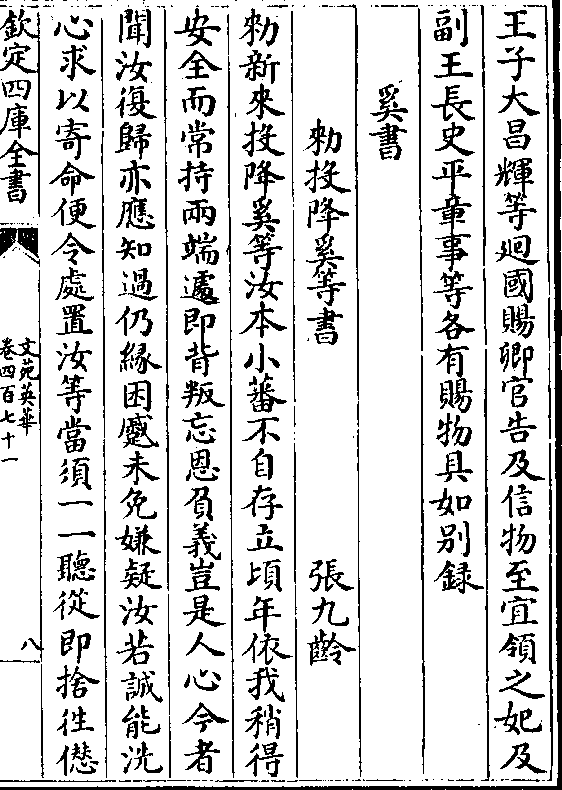 王子大昌輝等廻國賜卿官告及信物至宜領之妃及
副王長史平章事等各有賜物具如别録
奚書
勑投降奚等書　張九齡
勑新來投降奚等汝本小蕃不自存立頃年依我稍得
安全而常持兩端遽即背叛忘恩負義豈是人心今者
聞汝復歸亦應知過仍縁困蹙未免嫌疑汝若誠能洗
心求以寄命便令處置汝等當須一一聽從即捨徃愆
欽定四庫全書
文苑英華
卷四百七十一
八